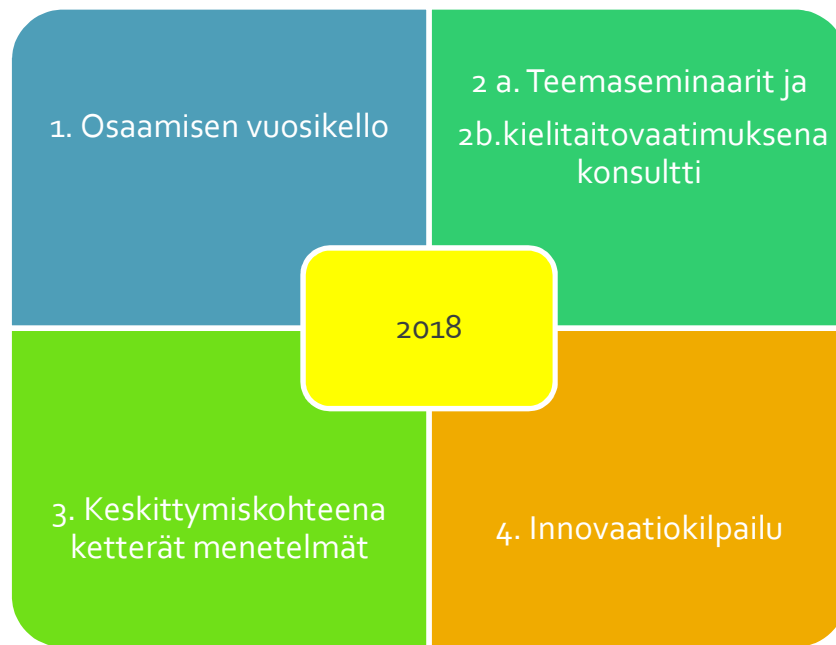 1. Osaamisen vuosikello
2 a. Teemaseminaarit ja
2b.kielitaitovaatimuksena
konsultti
2018
3. Keskittymiskohteena
ketterät menetelmät
4. Innovaatiokilpailu